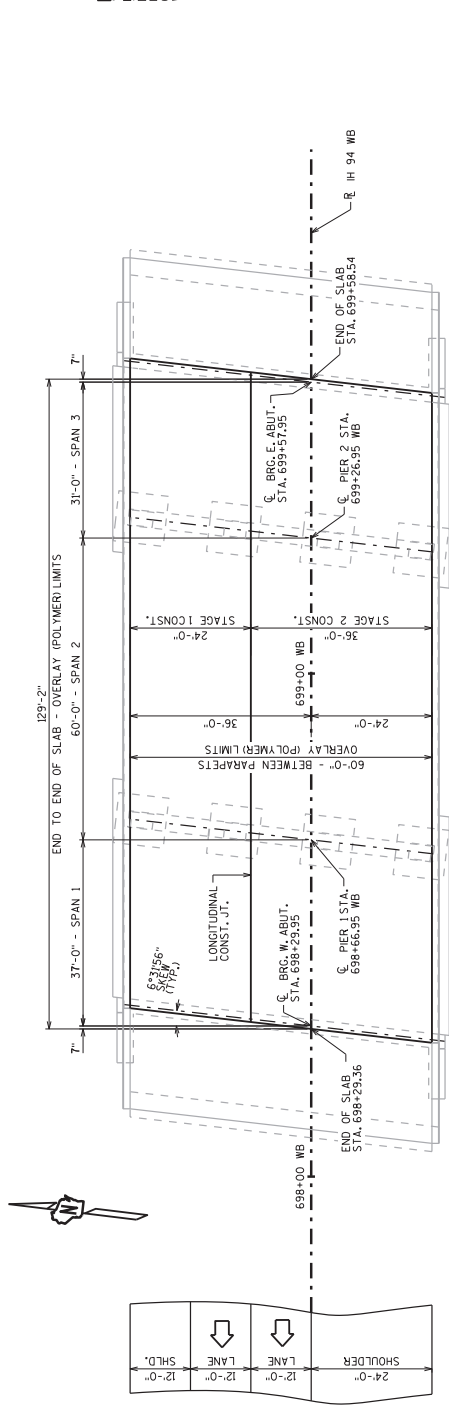 129'-2"
END TO END OF SLAB - OVERLAY (POLYMER) LIMITS
7"
37'-0" - SPAN 1
60'-0" - SPAN 2
31'-0" - SPAN 3
7"
6°31'56"
SKEW
(TYP.)
LONGITUDINAL
CONST. JT.
60'-0" - BETWEEN PARAPETS
OVERLAY (POLYMER) LIMITS
36'-0"
24'-0"
24'-0"
STAGE 1 CONST.
36'-0"
STAGE 2 CONST.
℄ BRG. W. ABUT.
STA. 698+29.95
END OF SLAB
STA. 698+29.36
℄ PIER 1 STA.
698+66.95 WB
698+00 WB
699+00 WB
℄ BRG. E. ABUT.
STA. 699+57.95
℄ PIER 2 STA.
699+26.95 WB
END OF SLAB
STA. 699+58.54
R IH 94 WB
N
12'-0"
SHLD.
12'-0"
LANE
12'-0"
LANE
24'-0"
SHOULDER